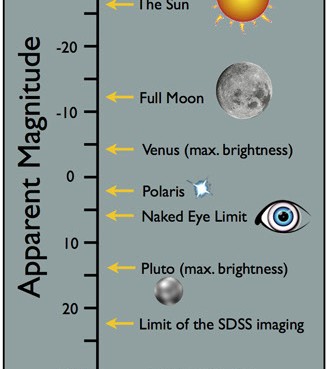 The Sun
-20
Full Moon
-10
Venus (max. brightness)
0
Polaris
Naked Eye Limit
10
Pluto (max. brightness)
20
Limit of the SDSS imaging
Apparent Magnitude